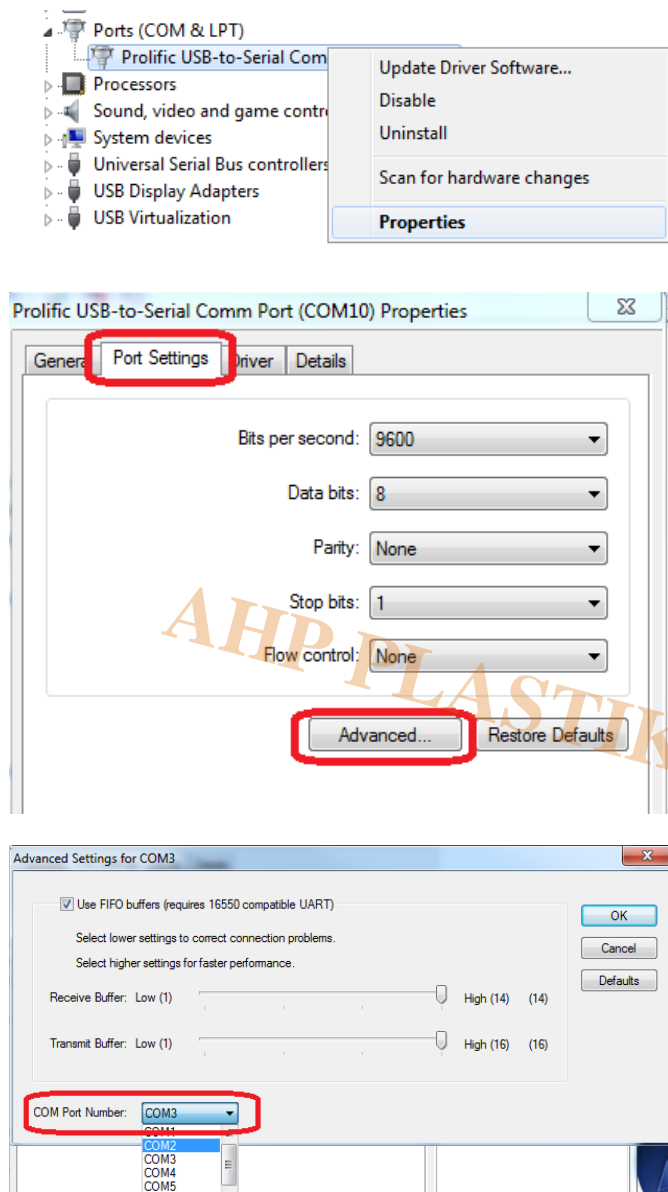 Ports (COM & LPT)
Prolific USB-to-Serial Com
Processors
Sound, video and game contr
System devices
Universal Serial Bus controllers
USB Display Adapters
USB Virtualization
Update Driver Software...
Disable
Uninstall
Scan for hardware changes
Properties
Prolific USB-to-Serial Comm Port (COM10) Properties
General Port Settings Driver Details
Bits per second: 9600
Data bits: 8
Parity: None
Stop bits: 1
Flow control: None
AHP PLASTIK
Advanced... Restore Defaults
Advanced Settings for COM3
Use FIFO buffers (requires 16550 compatible UART)
OK
Select lower settings to correct connection problems.
Cancel
Select higher settings for faster performance.
Defaults
Receive Buffer: Low (1) High (14) (14)
Transmit Buffer: Low (1) High (16) (16)
COM Port Number: COM3
COM1
COM2
COM3
COM4
COM5